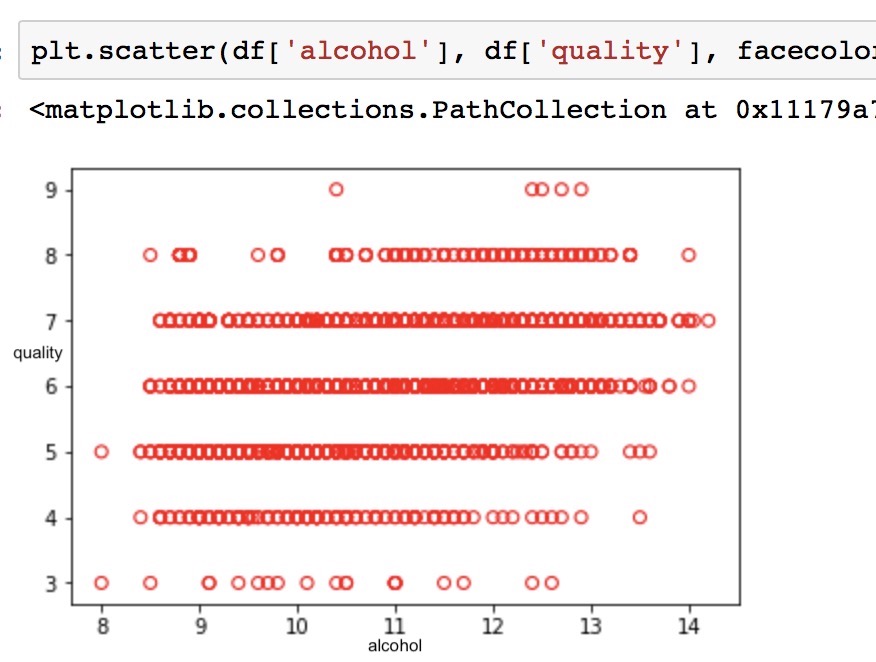 : plt.scatter(df['alcohol'], df['quality'], facecolor
: <matplotlib.collections.PathCollection at 0x11179a7
9
8
7
quality
6
5
4
3
8 9 10 11 12 13 14
alcohol